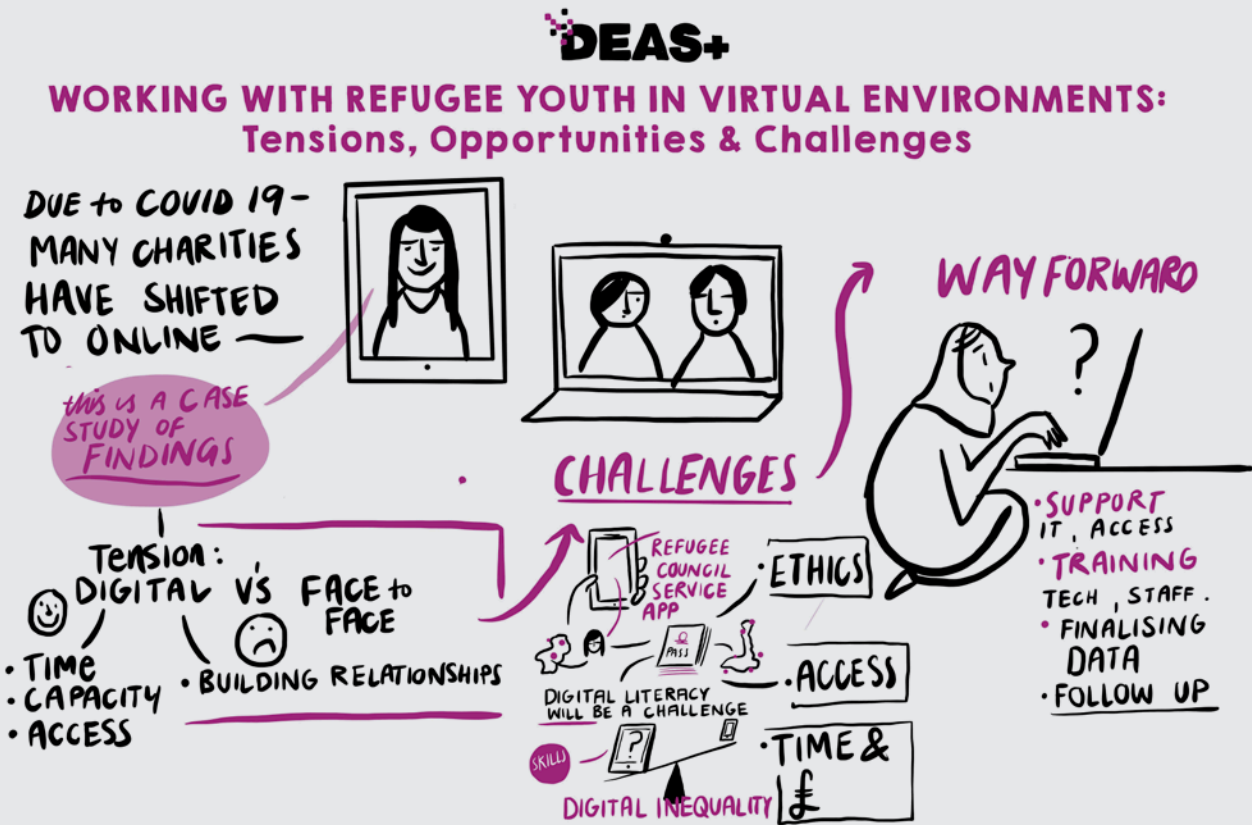 DEAS+
WORKING WITH REFUGEE YOUTH IN VIRTUAL ENVIRONMENTS:
Tensions, Opportunities & Challenges
DUE to COVID 19 -
MANY CHARITIES
HAVE SHIFTED
TO ONLINE —
this is A CASE
STUDY OF
FINDINGS
Tension:
DIGITAL VS FACE to
FACE
• TIME
• CAPACITY
• ACCESS
• BUILDING RELATIONSHIPS
CHALLENGES
REFUGEE
COUNCIL
SERVICE
APP
• ETHICS
PASS
• ACCESS
DIGITAL LITERACY
WILL BE A CHALLENGE
SKILLS
?
• TIME &
£
DIGITAL INEQUALITY
WAY FORWARD
?
• SUPPORT
IT, ACCESS
• TRAINING
TECH, STAFF.
• FINALISING
DATA
• FOLLOW UP